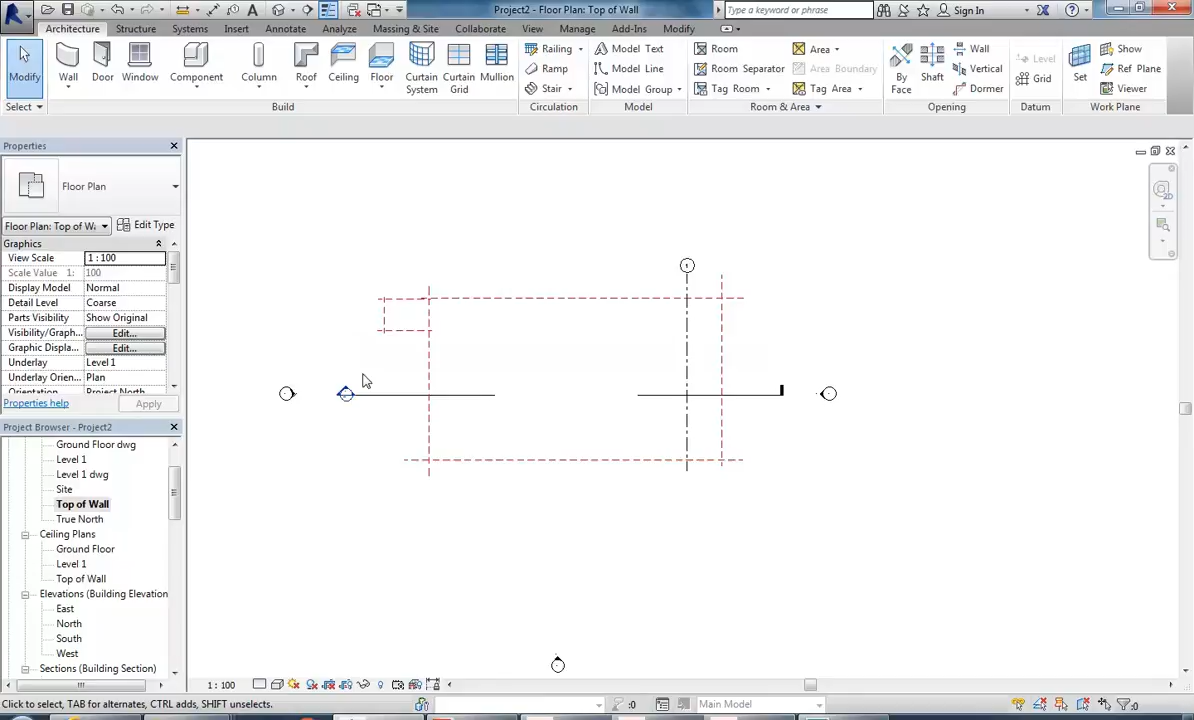 Project2 - Floor Plan: Top of Wall
Type a keyword or phrase
Sign In
Architecture Structure Systems Insert Annotate Analyze Massing & Site Collaborate View Manage Add-Ins Modify
Modify
Wall
Door
Window
Component
Column
Roof
Ceiling
Floor
Curtain System
Curtain Grid
Mullion
Railing
Ramp
Stair
Model Text
Model Line
Model Group
Room
Room Separator
Tag Room
Area
Area Boundary
Tag Area
By Face
Shaft
Wall
Vertical
Dormer
Level
Grid
Set
Show
Ref Plane
Viewer
Select
Build
Circulation
Model
Room & Area
Opening
Datum
Work Plane
Properties
Floor Plan
Floor Plan: Top of Wa
Edit Type
Graphics
View Scale 1 : 100
Scale Value 1: 100
Display Model Normal
Detail Level Coarse
Parts Visibility Show Original
Visibility/Graph... Edit...
Graphic Displa... Edit...
Underlay Level 1
Underlay Orien... Plan
Orientation Project North
Properties help
Apply
Project Browser - Project2
Ground Floor dwg
Level 1
Level 1 dwg
Site
Top of Wall
True North
Ceiling Plans
Ground Floor
Level 1
Top of Wall
Elevations (Building Elevation
East
North
South
West
Sections (Building Section)
2D
1 : 100
Click to select, TAB for alternates, CTRL adds, SHIFT unselects.
:0
Main Model
:0